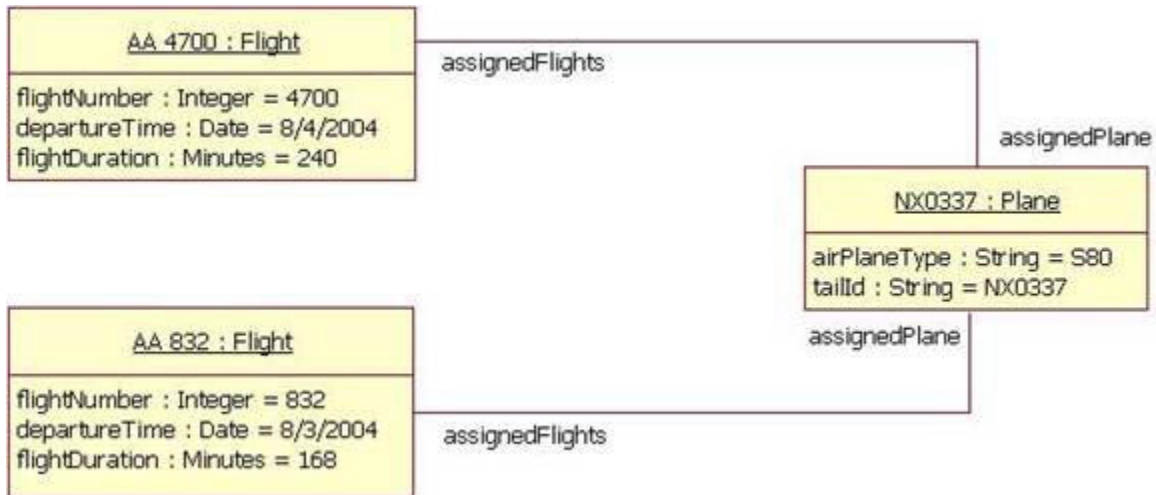 AA 4700 : Flight
flightNumber : Integer = 4700
departureTime : Date = 8/4/2004
flightDuration : Minutes = 240
assignedFlights
assignedPlane
NX0337 : Plane
airPlaneType : String = S80
tailId : String = NX0337
assignedPlane
AA 832 : Flight
flightNumber : Integer = 832
departureTime : Date = 8/3/2004
flightDuration : Minutes = 168
assignedFlights